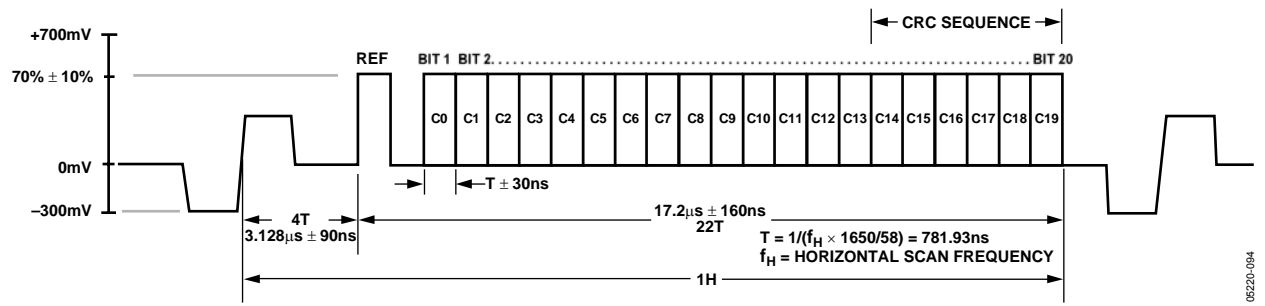 CRC SEQUENCE
+700mV
REF
BIT 1 BIT 2 BIT 20
70% ± 10%
C0 C1 C2 C3 C4 C5 C6 C7 C8 C9 C10 C11 C12 C13 C14 C15 C16 C17 C18 C19
0mV
T ± 30ns
–300mV
4T
3.128µs ± 90ns
17.2µs ± 160ns
22T
T = 1/(fH × 1650/58) = 781.93ns
fH = HORIZONTAL SCAN FREQUENCY
1H
05220-094